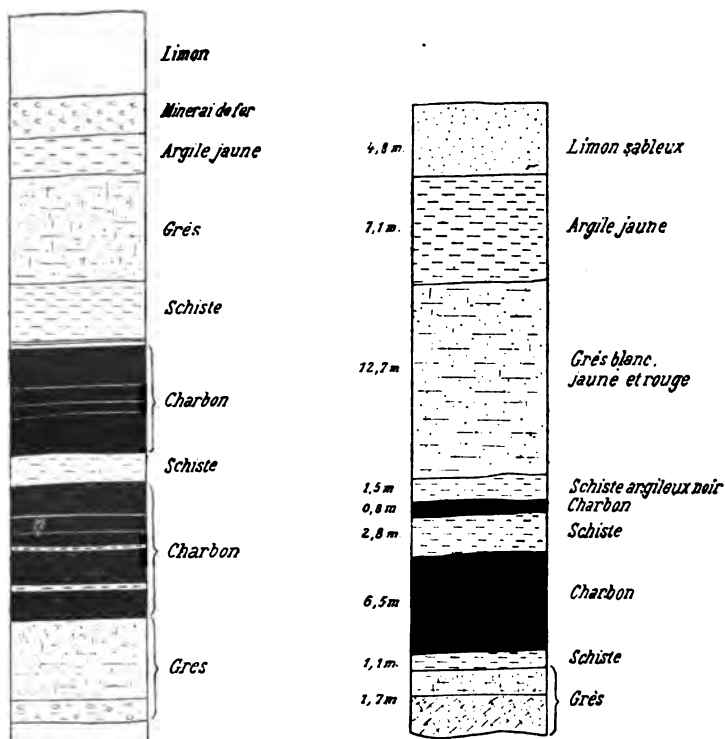 Limon
Minerai de fer
Argile jaune
Grès
Schiste
Charbon
Schiste
Charbon
Gres
4,8 m. Limon sableux
7,1 m. Argile jaune
12,7 m Grès blanc,
jaune et rouge
1,5 m Schiste argileux noir
0,8 m Charbon
2,8 m. Schiste
6,5 m Charbon
1,1 m. Schiste
1,7 m Grès